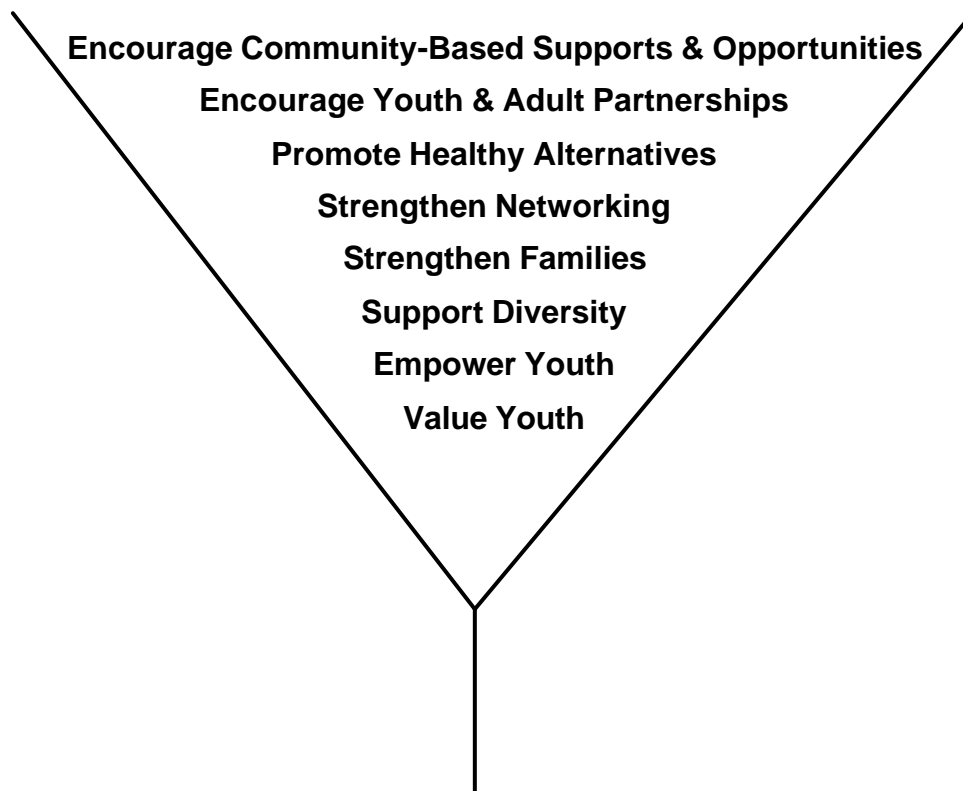 Encourage Community-Based Supports & Opportunities
Encourage Youth & Adult Partnerships
Promote Healthy Alternatives
Strengthen Networking
Strengthen Families
Support Diversity
Empower Youth
Value Youth